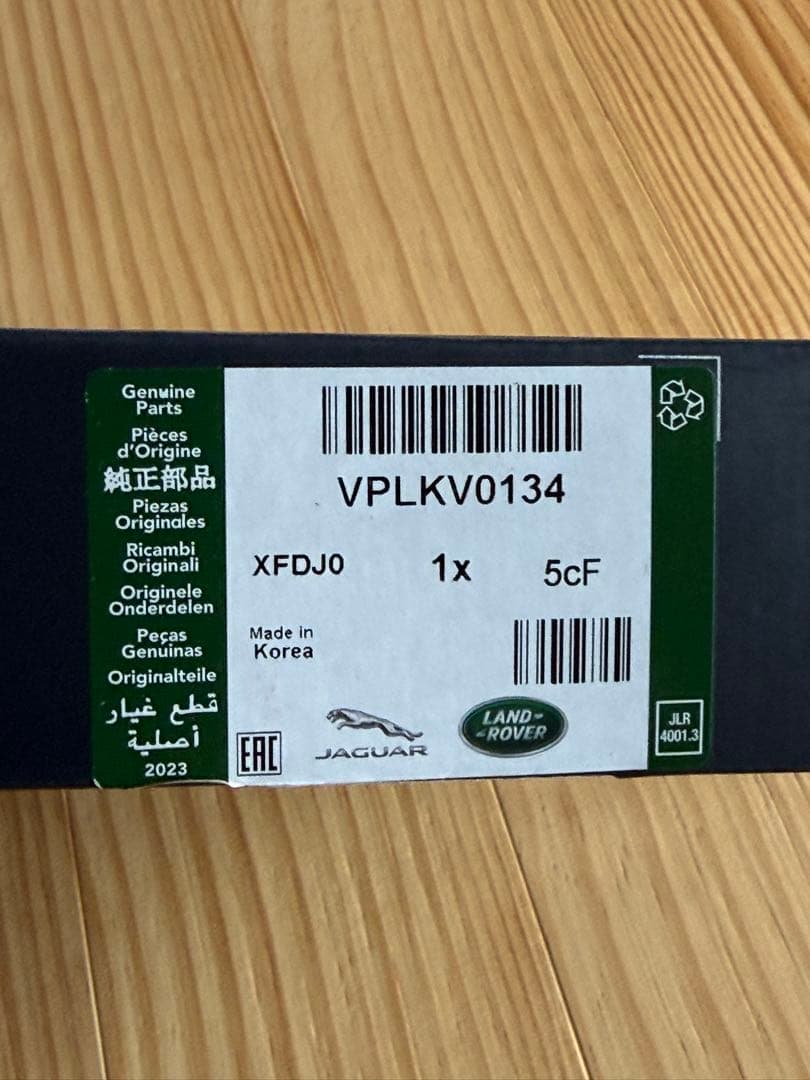 Genuine
Parts
Pièces
d'Origine
純正部品
Piezas
Originales
Ricambi
Originali
Originele
Onderdelen
Peças
Genuinas
Originalteile
قطع غيار
أصلية
2023
VPLKV0134
XFDJ0 1x 5cF
Made in
Korea
EAC
JAGUAR
LAND-
-ROVER
JLR
4001.3